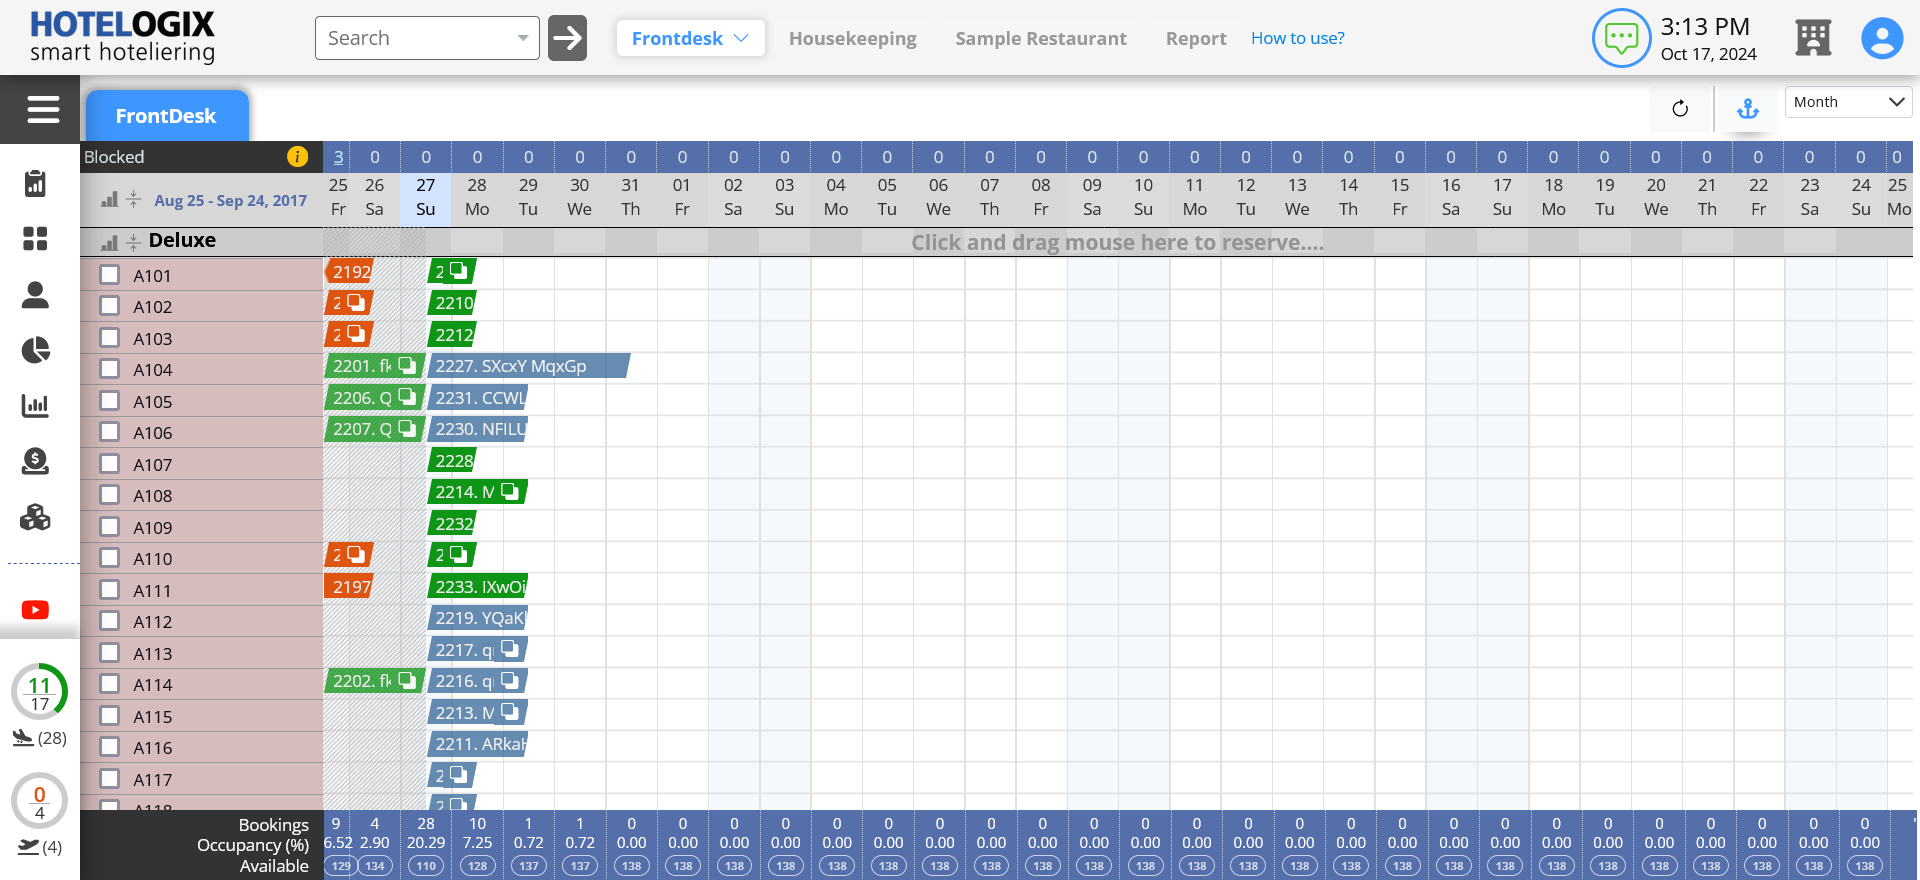 HOTELOGIX
smart hoteliering
Search
Frontdesk
Housekeeping
Sample Restaurant
Report
How to use?
3:13 PM
Oct 17, 2024
FrontDesk
Month
Blocked
3 0 0 0 0 0 0 0 0 0 0 0 0 0 0 0 0 0 0 0 0 0 0 0 0 0 0 0 0 0 0 0
Aug 25 - Sep 24, 2017
25 26 27 28 29 30 31 01 02 03 04 05 06 07 08 09 10 11 12 13 14 15 16 17 18 19 20 21 22 23 24 25
Fr Sa Su Mo Tu We Th Fr Sa Su Mo Tu We Th Fr Sa Su Mo Tu We Th Fr Sa Su Mo Tu We Th Fr Sa Su Mo
Deluxe
Click and drag mouse here to reserve....
A101 2192 2
A102 2 2210
A103 2 2212
A104 2201. fk 2227. SXcxY MqxGp
A105 2206. Q 2231. CCWL
A106 2207. Q 2230. NFILU
A107 2228
A108 2214. M
A109 2232
A110 2 2
A111 2197 2233. IXwOi
A112 2219. YQaK
A113 2217. q
A114 2202. fk 2216. q
A115 2213. M
A116 2211. ARka
A117 2
A118 2
11
17
(28)
0
4
(4)
Bookings 9 4 28 10 1 1 0 0 0 0 0 0 0 0 0 0 0 0 0 0 0 0 0 0 0 0 0 0 0 0 0
Occupancy (%) 6.52 2.90 20.29 7.25 0.72 0.72 0.00 0.00 0.00 0.00 0.00 0.00 0.00 0.00 0.00 0.00 0.00 0.00 0.00 0.00 0.00 0.00 0.00 0.00 0.00 0.00 0.00 0.00 0.00 0.00 0.00
Available 129 134 110 128 137 137 138 138 138 138 138 138 138 138 138 138 138 138 138 138 138 138 138 138 138 138 138 138 138 138 138